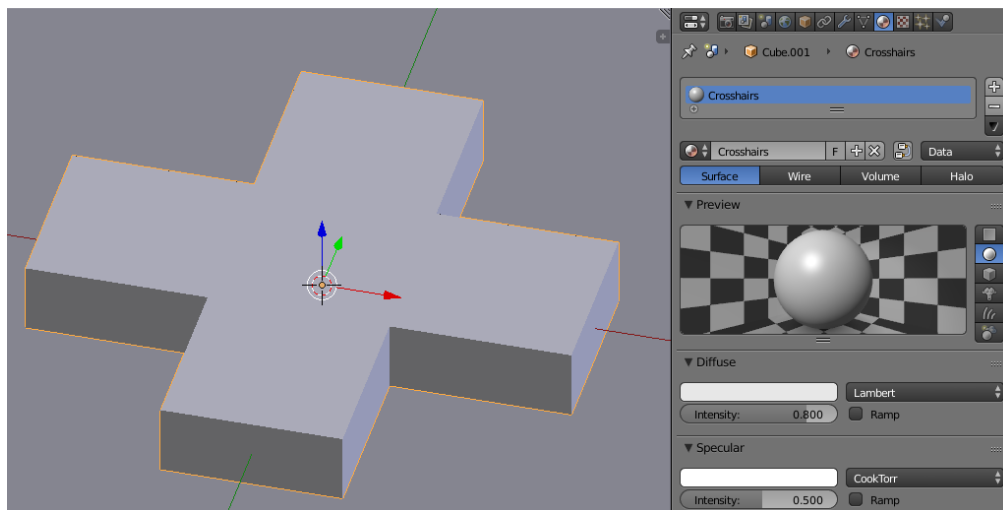 Cube.001 Crosshairs
Crosshairs
Crosshairs F Data
Surface Wire Volume Halo
Preview
Diffuse
Lambert
Intensity: 0.800 Ramp
Specular
CookTorr
Intensity: 0.500 Ramp